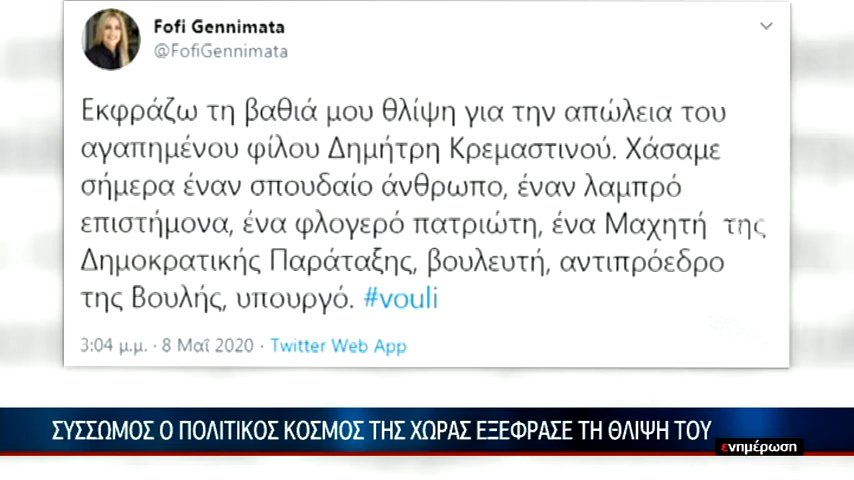 Fofi Gennimata
@FofiGennimata
Εκφράζω τη βαθιά μου θλίψη για την απώλεια του
αγαπημένου φίλου Δημήτρη Κρεμαστινού. Χάσαμε
σήμερα έναν σπουδαίο άνθρωπο, έναν λαμπρό
επιστήμονα, ένα φλογερό πατριώτη, ένα Μαχητή της
Δημοκρατικής Παράταξης, βουλευτή, αντιπρόεδρο
της Βουλής, υπουργό. #vouli
3:04 μ.μ. · 8 Μαΐ 2020 · Twitter Web App
ΣΥΣΣΩΜΟΣ Ο ΠΟΛΙΤΙΚΟΣ ΚΟΣΜΟΣ ΤΗΣ ΧΩΡΑΣ ΕΞΕΦΡΑΣΕ ΤΗ ΘΛΙΨΗ ΤΟΥ
ενημέρωση